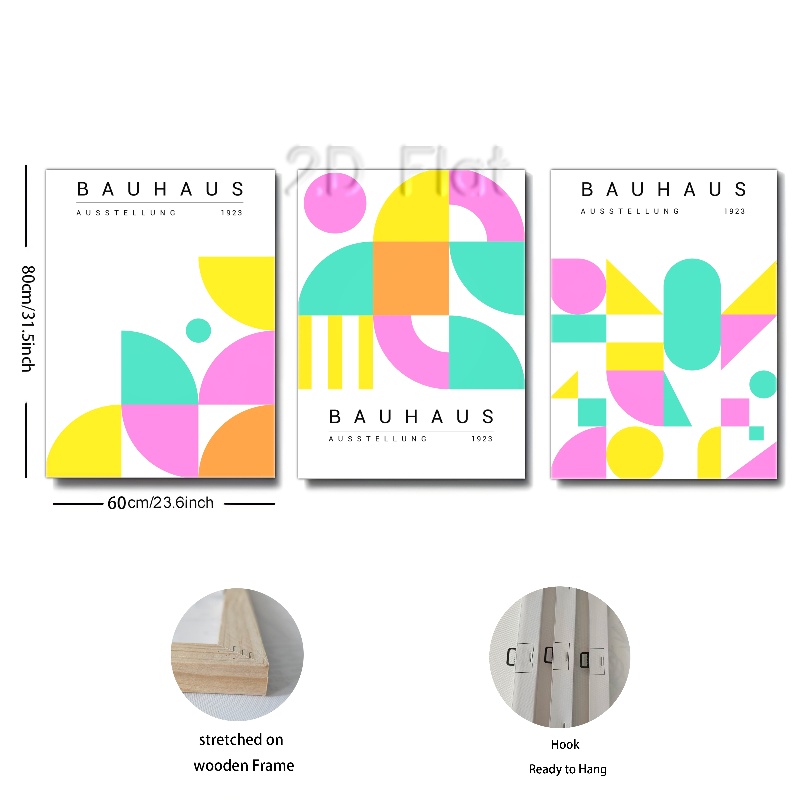 2D Flat
BAUHAUS
AUSSTELLUNG 1923
BAUHAUS
AUSSTELLUNG 1923
BAUHAUS
AUSSTELLUNG 1923
80cm/31.5inch
60cm/23.6inch
stretched on
wooden Frame
Hook
Ready to Hang